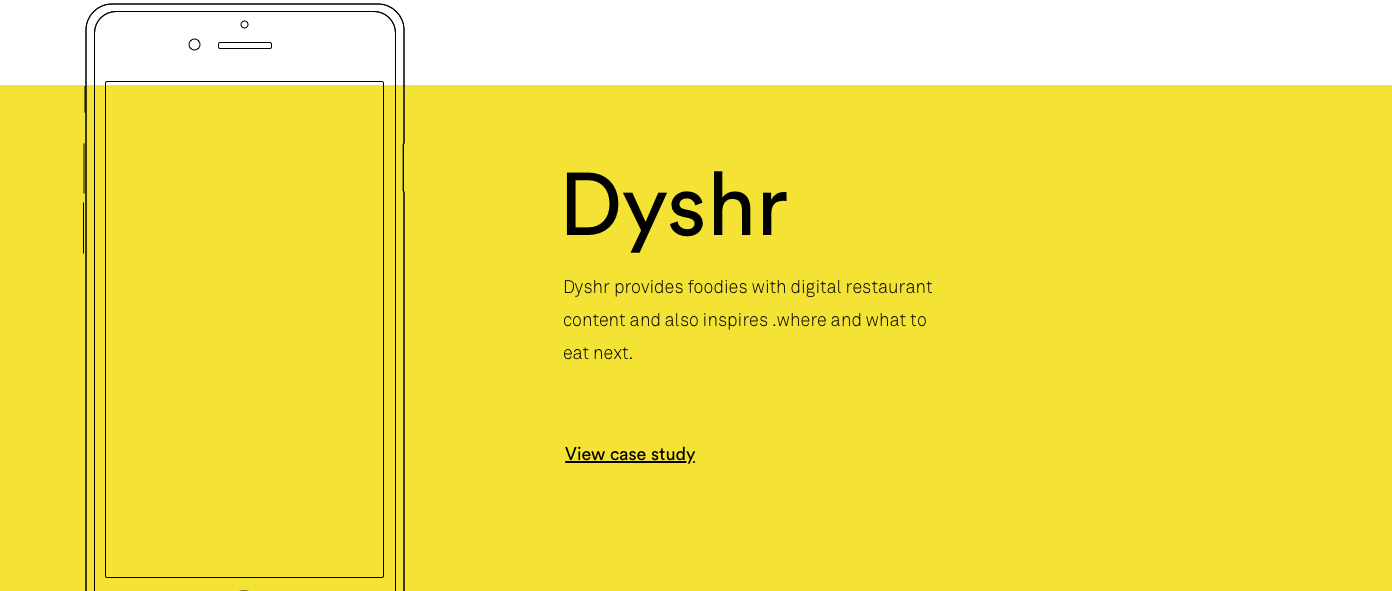 Dyshr
Dyshr provides foodies with digital restaurant
content and also inspires .where and what to
eat next.
View case study